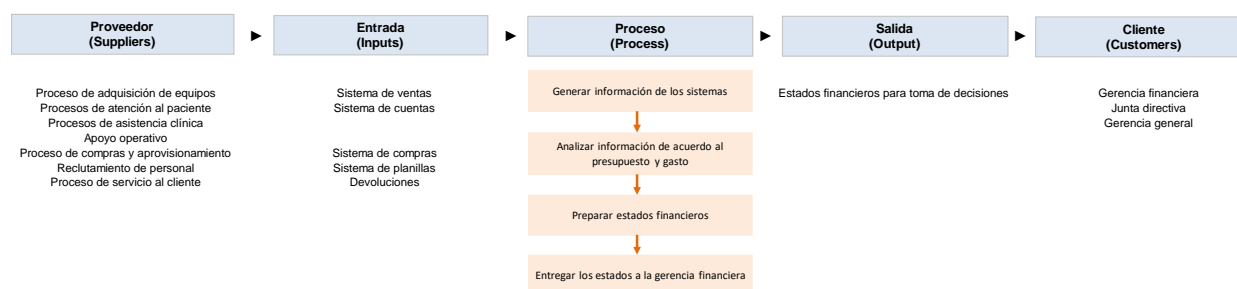 Proveedor
(Suppliers)
Entrada
(Inputs)
Proceso
(Process)
Salida
(Output)
Cliente
(Customers)
Proceso de adquisición de equipos
Procesos de atención al paciente
Procesos de asistencia clínica
Apoyo operativo
Proceso de compras y aprovisionamiento
Reclutamiento de personal
Proceso de servicio al cliente
Sistema de ventas
Sistema de cuentas
Sistema de compras
Sistema de planillas
Devoluciones
Generar información de los sistemas
Analizar información de acuerdo al
presupuesto y gasto
Preparar estados financieros
Entregar los estados a la gerencia financiera
Estados financieros para toma de decisiones
Gerencia financiera
Junta directiva
Gerencia general